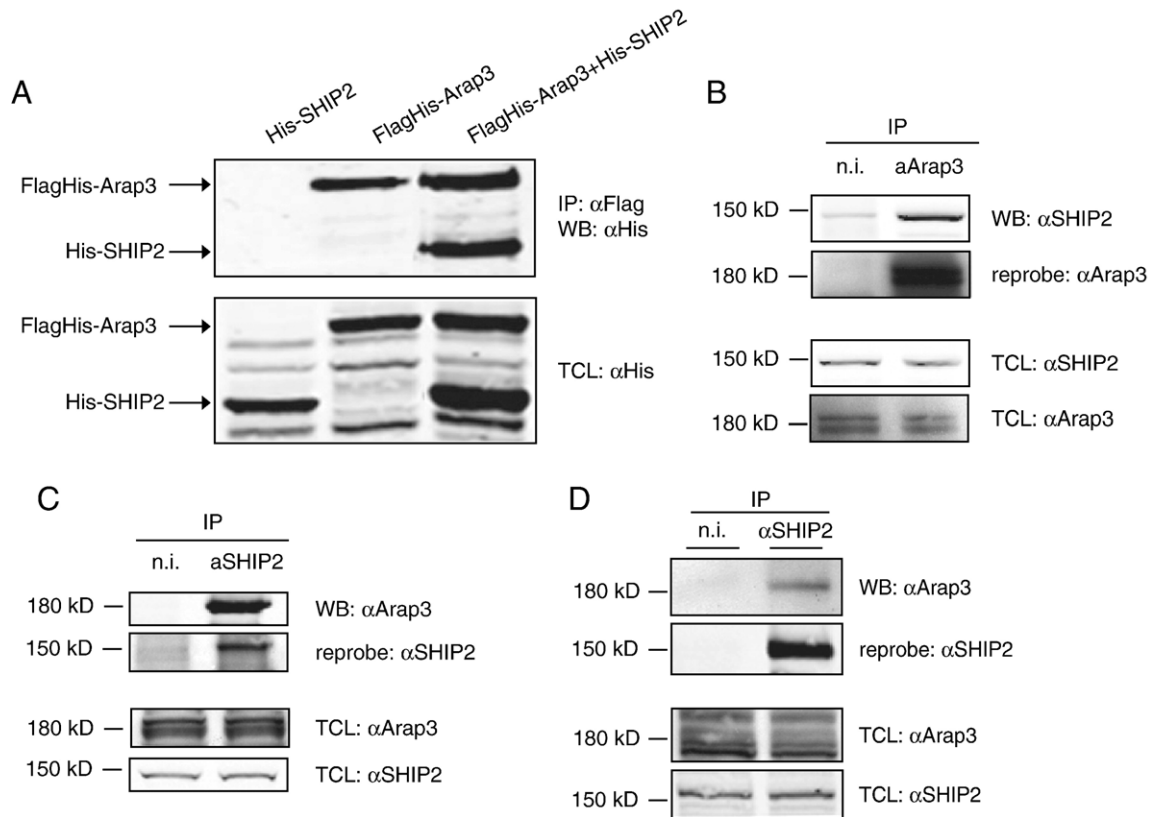 A
His-SHIP2
FlagHis-Arap3
FlagHis-Arap3+His-SHIP2
FlagHis-Arap3
His-SHIP2
IP: αFlag
WB: αHis
FlagHis-Arap3
His-SHIP2
TCL: αHis
B
IP
n.i. aArap3
150 kD WB: αSHIP2
180 kD reprobe: αArap3
150 kD TCL: αSHIP2
180 kD TCL: αArap3
C
IP
n.i. aSHIP2
180 kD WB: αArap3
150 kD reprobe: αSHIP2
180 kD TCL: αArap3
150 kD TCL: αSHIP2
D
IP
n.i. αSHIP2
180 kD WB: αArap3
150 kD reprobe: αSHIP2
180 kD TCL: αArap3
150 kD TCL: αSHIP2